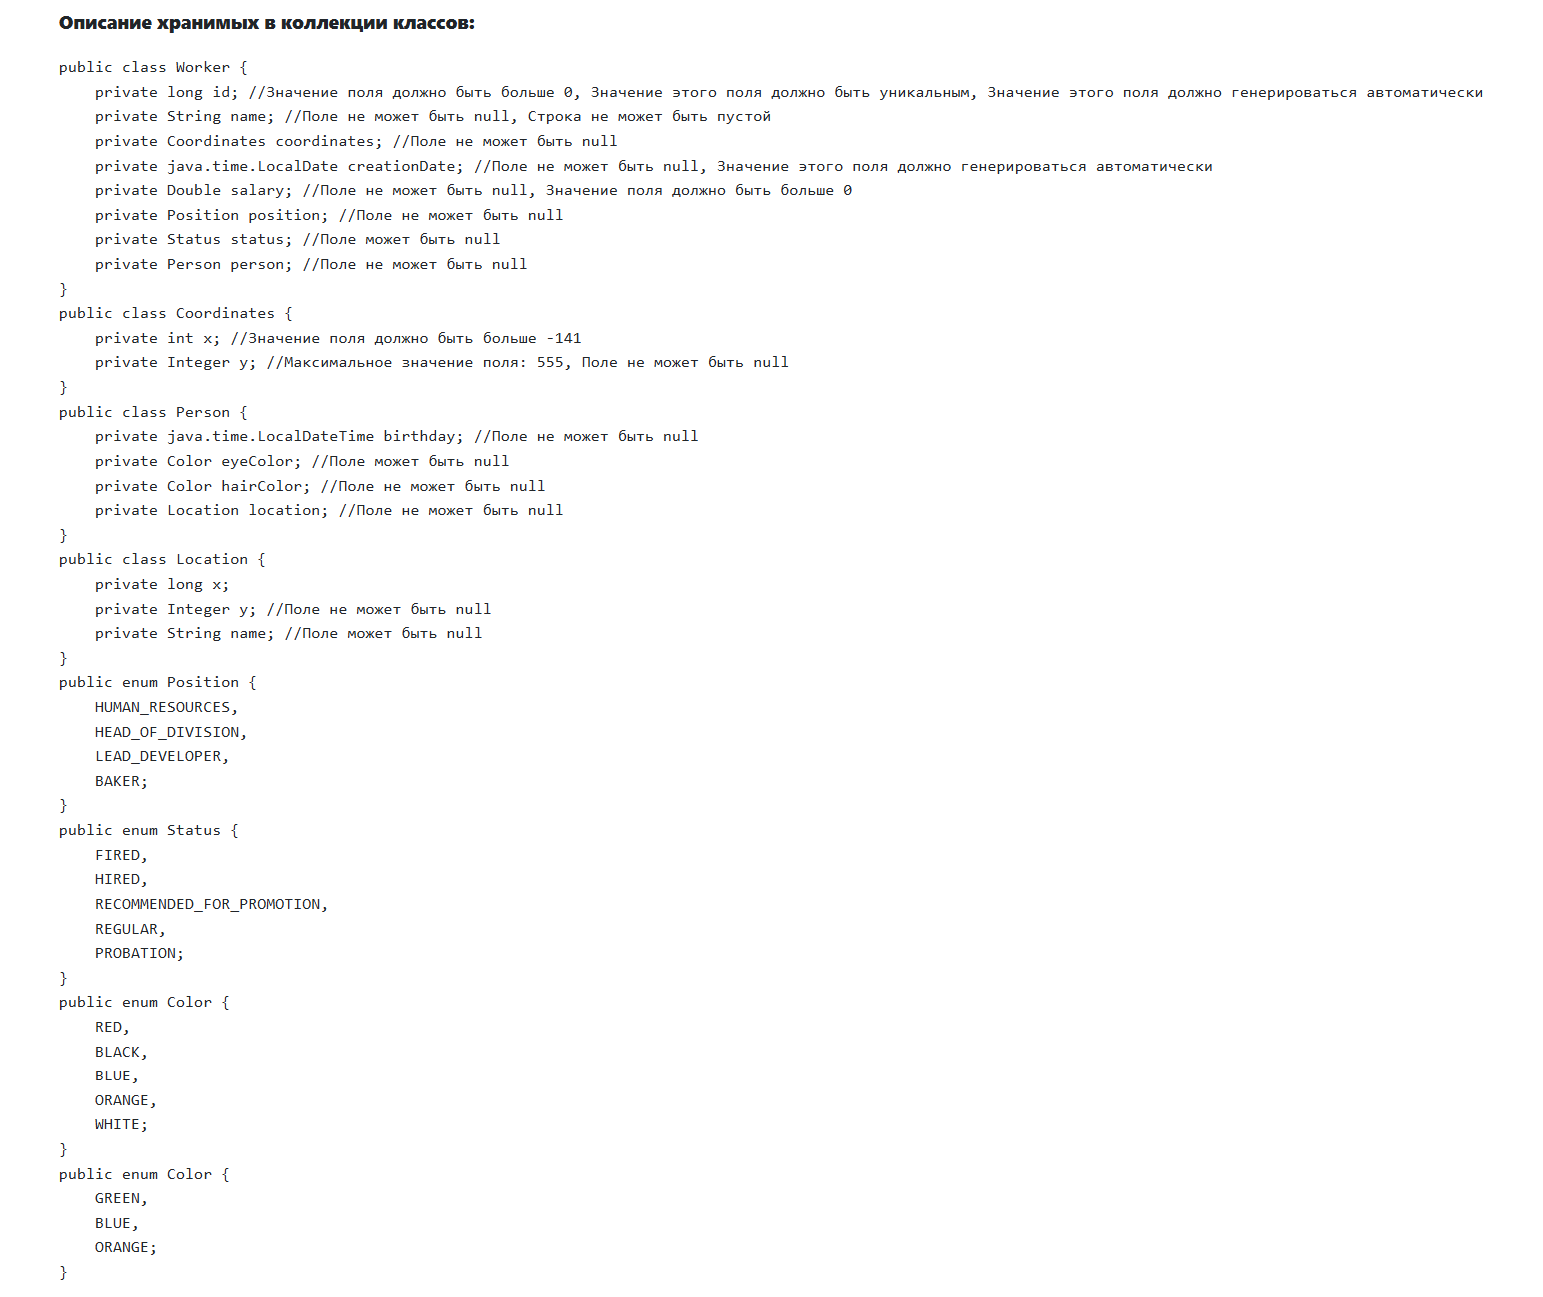 Описание хранимых в коллекции классов:
public class Worker {
    private long id; //Значение поля должно быть больше 0, Значение этого поля должно быть уникальным, Значение этого поля должно генерироваться автоматически
    private String name; //Поле не может быть null, Строка не может быть пустой
    private Coordinates coordinates; //Поле не может быть null
    private java.time.LocalDate creationDate; //Поле не может быть null, Значение этого поля должно генерироваться автоматически
    private Double salary; //Поле не может быть null, Значение поля должно быть больше 0
    private Position position; //Поле не может быть null
    private Status status; //Поле может быть null
    private Person person; //Поле не может быть null
}
public class Coordinates {
    private int x; //Значение поля должно быть больше -141
    private Integer y; //Максимальное значение поля: 555, Поле не может быть null
}
public class Person {
    private java.time.LocalDateTime birthday; //Поле не может быть null
    private Color eyeColor; //Поле может быть null
    private Color hairColor; //Поле не может быть null
    private Location location; //Поле не может быть null
}
public class Location {
    private long x;
    private Integer y; //Поле не может быть null
    private String name; //Поле может быть null
}
public enum Position {
    HUMAN_RESOURCES,
    HEAD_OF_DIVISION,
    LEAD_DEVELOPER,
    BAKER;
}
public enum Status {
    FIRED,
    HIRED,
    RECOMMENDED_FOR_PROMOTION,
    REGULAR,
    PROBATION;
}
public enum Color {
    RED,
    BLACK,
    BLUE,
    ORANGE,
    WHITE;
}
public enum Color {
    GREEN,
    BLUE,
    ORANGE;
}